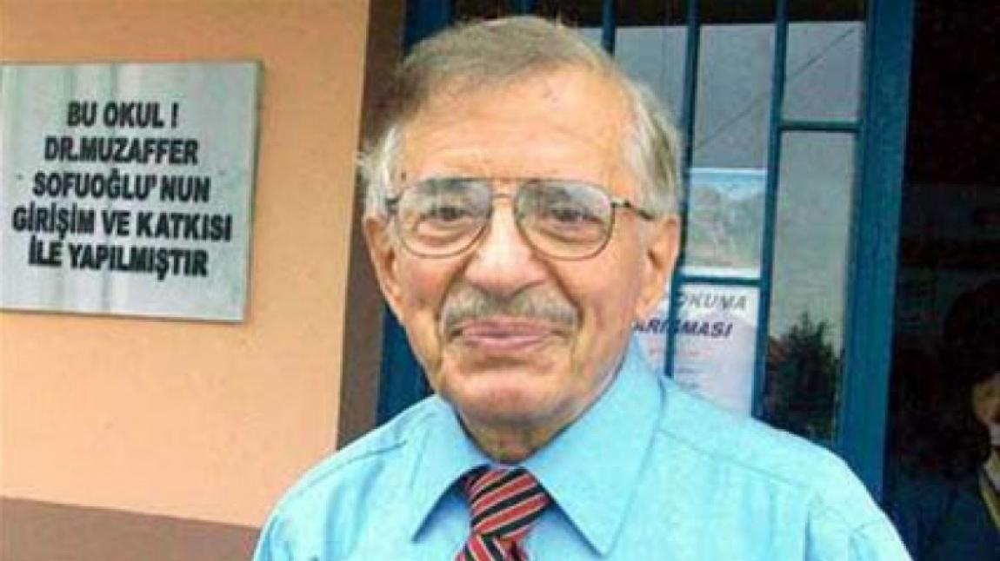 BU OKUL !
DR.MUZAFFER
SOFUOĞLU'NUN
GİRİŞİM VE KATKISI
İLE YAPILMIŞTIR
OKUMA